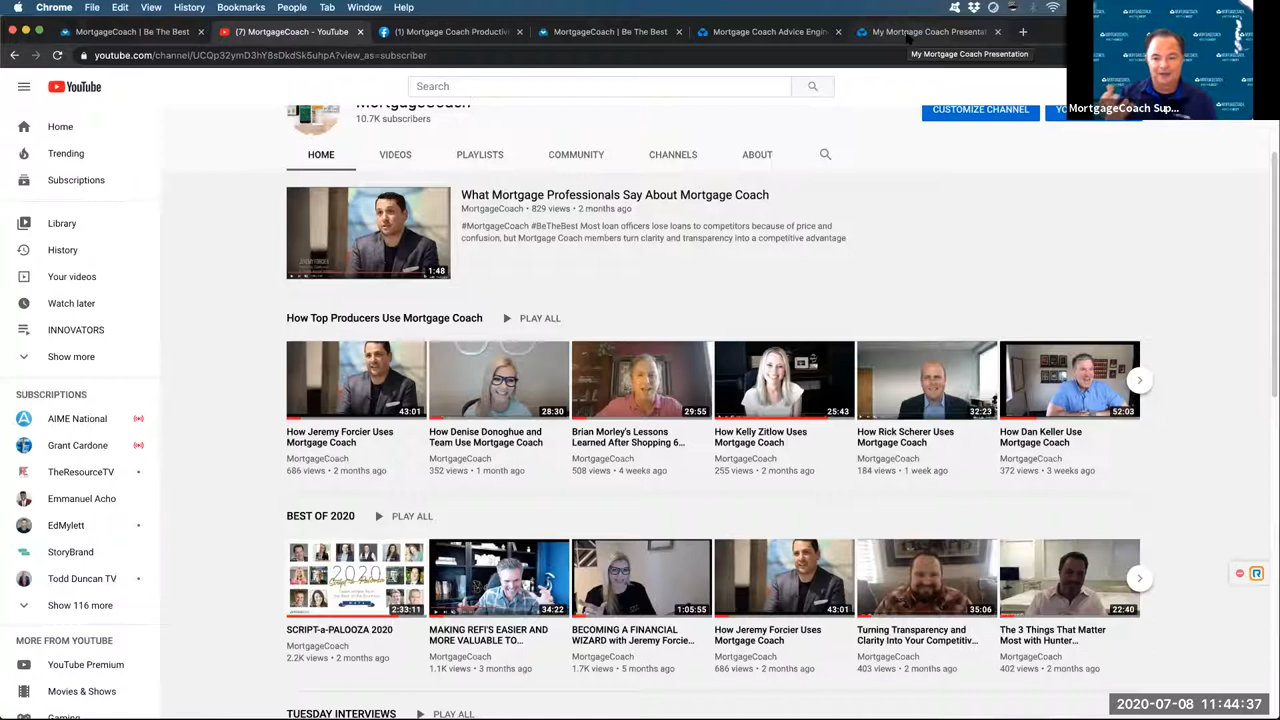 Chrome File Edit View History Bookmarks People Tab Window Help
MortgageCoach | Be The Best
(7) MortgageCoach - YouTube
(1) Mortgage Coach Productiv
MortgageCoach | Be The Best
MortgageCoach Advice Engin
My Mortgage Coach Presentat
youtube.com/channel/UCQp32ymD3hY8sDkdSk5uhpA?view_as=subscriber
My Mortgage Coach Presentation
MortgageCoach Sup...
YouTube
Search
MortgageCoach
10.7K subscribers
CUSTOMIZE CHANNEL
HOME VIDEOS PLAYLISTS COMMUNITY CHANNELS ABOUT
Home
Trending
Subscriptions
Library
History
Your videos
Watch later
INNOVATORS
Show more
SUBSCRIPTIONS
AIME National
Grant Cardone
TheResourceTV
Emmanuel Acho
EdMylett
StoryBrand
Todd Duncan TV
Show 116 more
MORE FROM YOUTUBE
YouTube Premium
Movies & Shows
Gaming
1:48
What Mortgage Professionals Say About Mortgage Coach
MortgageCoach • 829 views • 2 months ago
#MortgageCoach #BeTheBest Most loan officers lose loans to competitors because of price and
confusion, but Mortgage Coach members turn clarity and transparency into a competitive advantage
How Top Producers Use Mortgage Coach PLAY ALL
43:01
How Jeremy Forcier Uses
Mortgage Coach
MortgageCoach
686 views • 2 months ago
28:30
How Denise Donoghue and
Team Use Mortgage Coach
MortgageCoach
352 views • 1 month ago
29:55
Brian Morley's Lessons
Learned After Shopping 6...
MortgageCoach
508 views • 4 weeks ago
25:43
How Kelly Zitlow Uses
Mortgage Coach
MortgageCoach
255 views • 2 months ago
32:23
How Rick Scherer Uses
Mortgage Coach
MortgageCoach
184 views • 1 week ago
52:03
How Dan Keller Use
Mortgage Coach
MortgageCoach
372 views • 3 weeks ago
BEST OF 2020 PLAY ALL
2020
2:33:11
SCRIPT-a-PALOOZA 2020
MortgageCoach
2.2K views • 2 months ago
34:22
MAKING REFI'S EASIER AND
MORE VALUABLE TO...
MortgageCoach
1.1K views • 3 months ago
1:05:55
BECOMING A FINANCIAL
WIZARD with Jeremy Forcie...
MortgageCoach
1.7K views • 5 months ago
43:01
How Jeremy Forcier Uses
Mortgage Coach
MortgageCoach
686 views • 2 months ago
35:06
Turning Transparency and
Clarity Into Your Competitiv...
MortgageCoach
403 views • 2 months ago
22:40
The 3 Things That Matter
Most with Hunter...
MortgageCoach
402 views • 2 months ago
TUESDAY INTERVIEWS PLAY ALL
2020-07-08 11:44:37